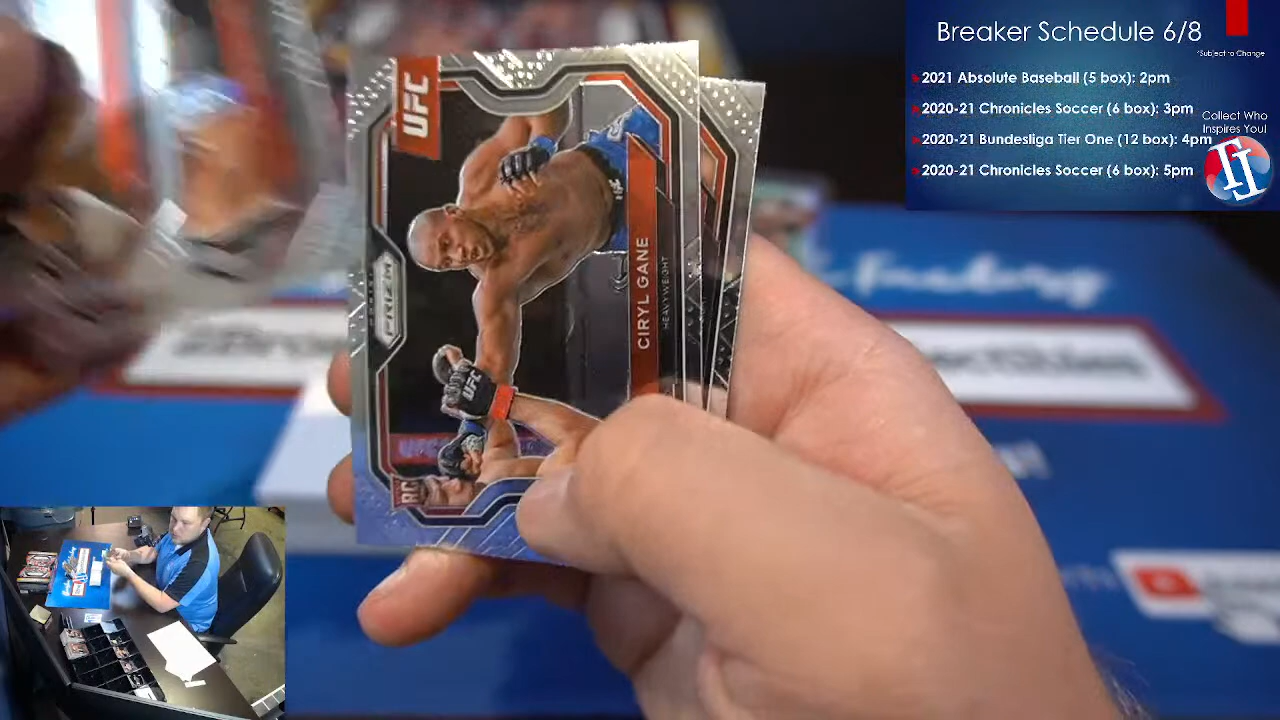 Breaker Schedule 6/8
*Subject to Change
2021 Absolute Baseball (5 box): 2pm
2020-21 Chronicles Soccer (6 box): 3pm
2020-21 Bundesliga Tier One (12 box): 4pm
2020-21 Chronicles Soccer (6 box): 5pm
Collect Who
Inspires You!
UFC
PRIZM
CIRYL GANE
HEAVYWEIGHT
UFC
RC